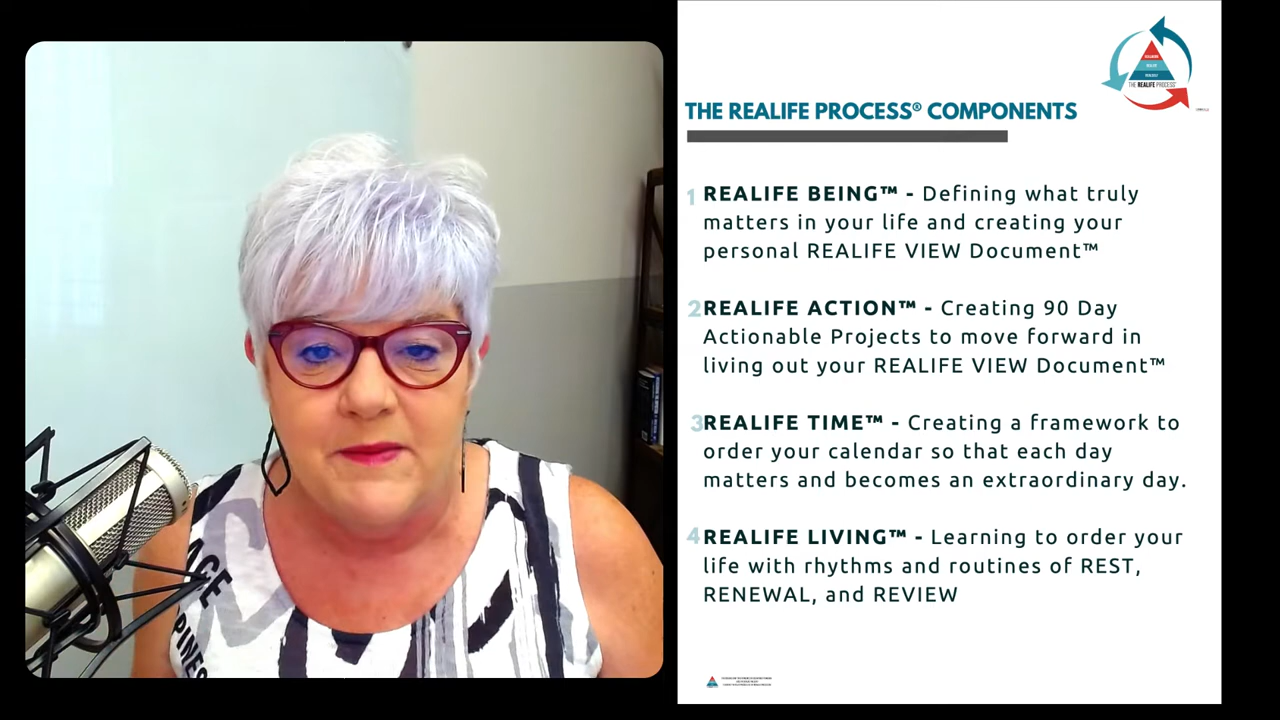 THE REALIFE PROCESS®
THE REALIFE PROCESS® COMPONENTS
1 REALIFE BEING™ - Defining what truly
matters in your life and creating your
personal REALIFE VIEW Document™
2 REALIFE ACTION™ - Creating 90 Day
Actionable Projects to move forward in
living out your REALIFE VIEW Document™
3 REALIFE TIME™ - Creating a framework to
order your calendar so that each day
matters and becomes an extraordinary day.
4 REALIFE LIVING™ - Learning to order your
life with rhythms and routines of REST,
RENEWAL, and REVIEW